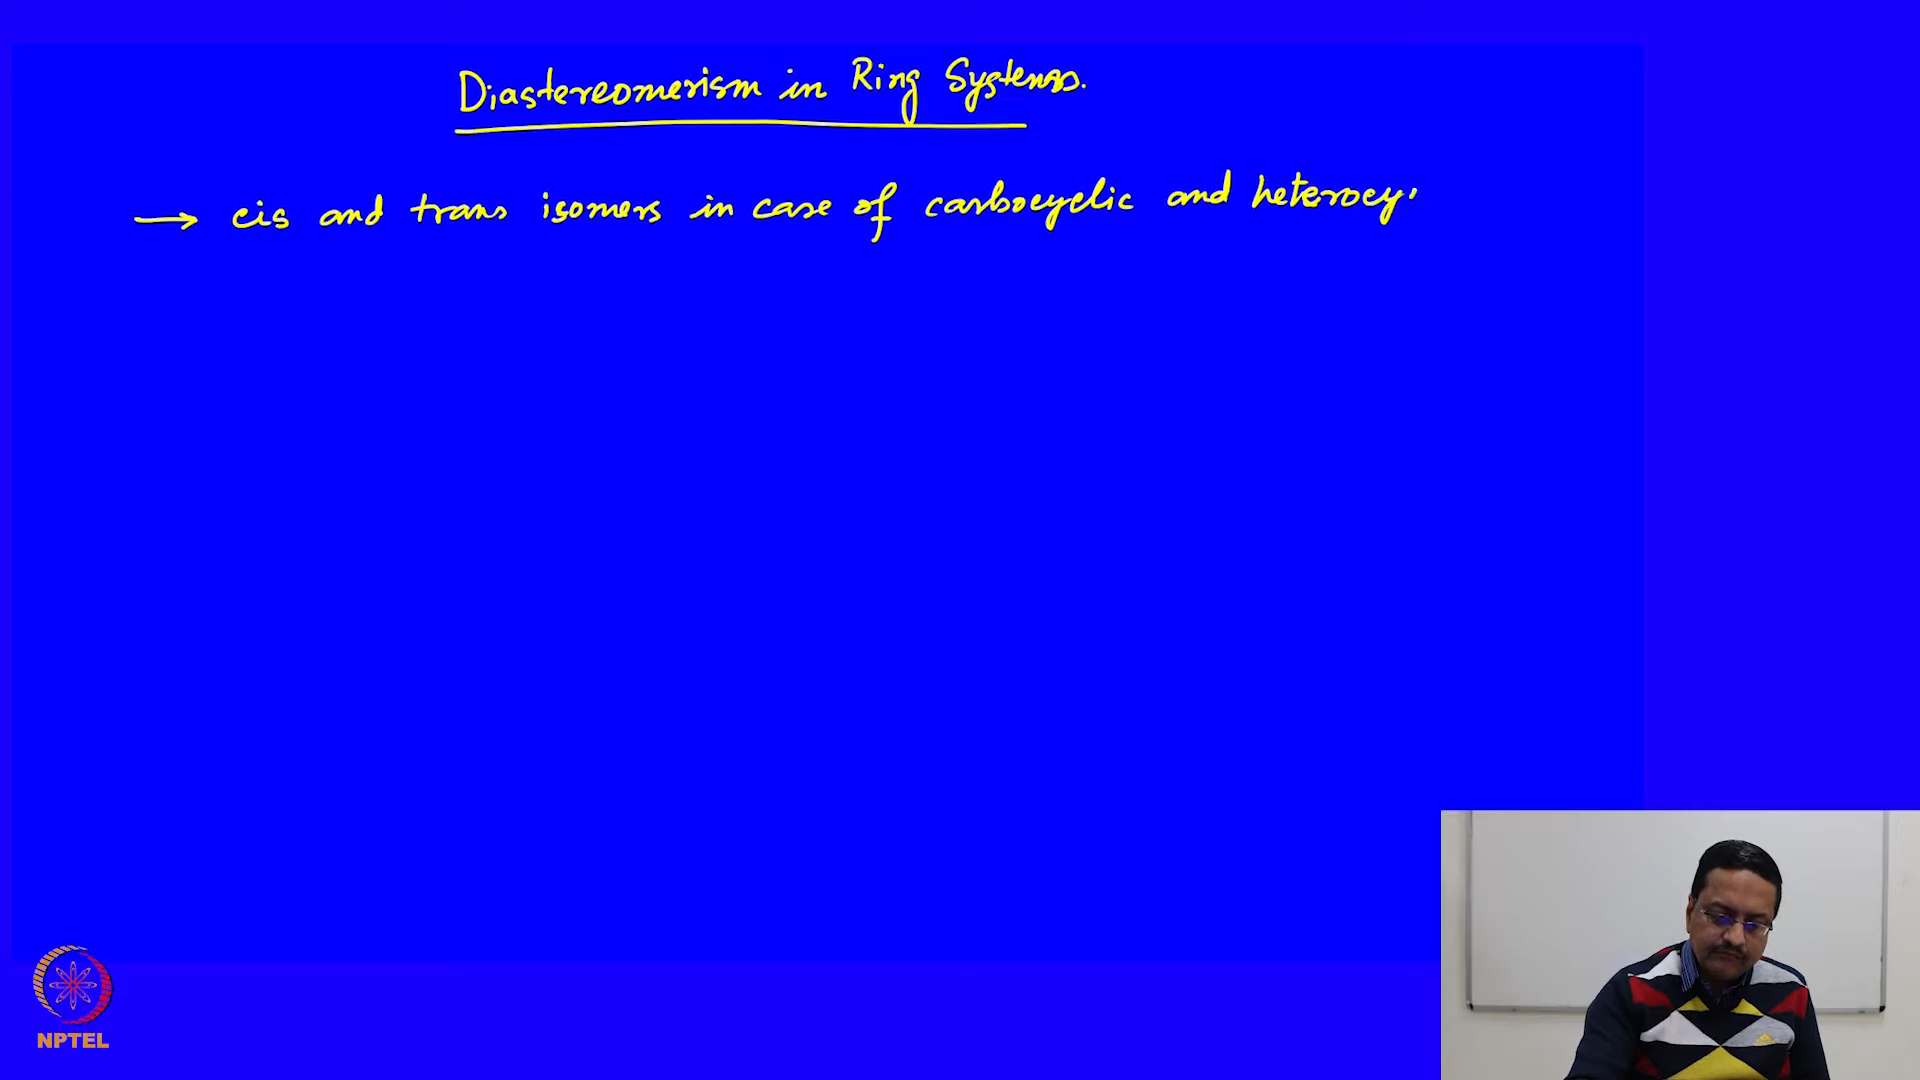 Diastereomerism in Ring Systems.
→ cis and trans isomers in case of carbocyclic and heterocy
NPTEL